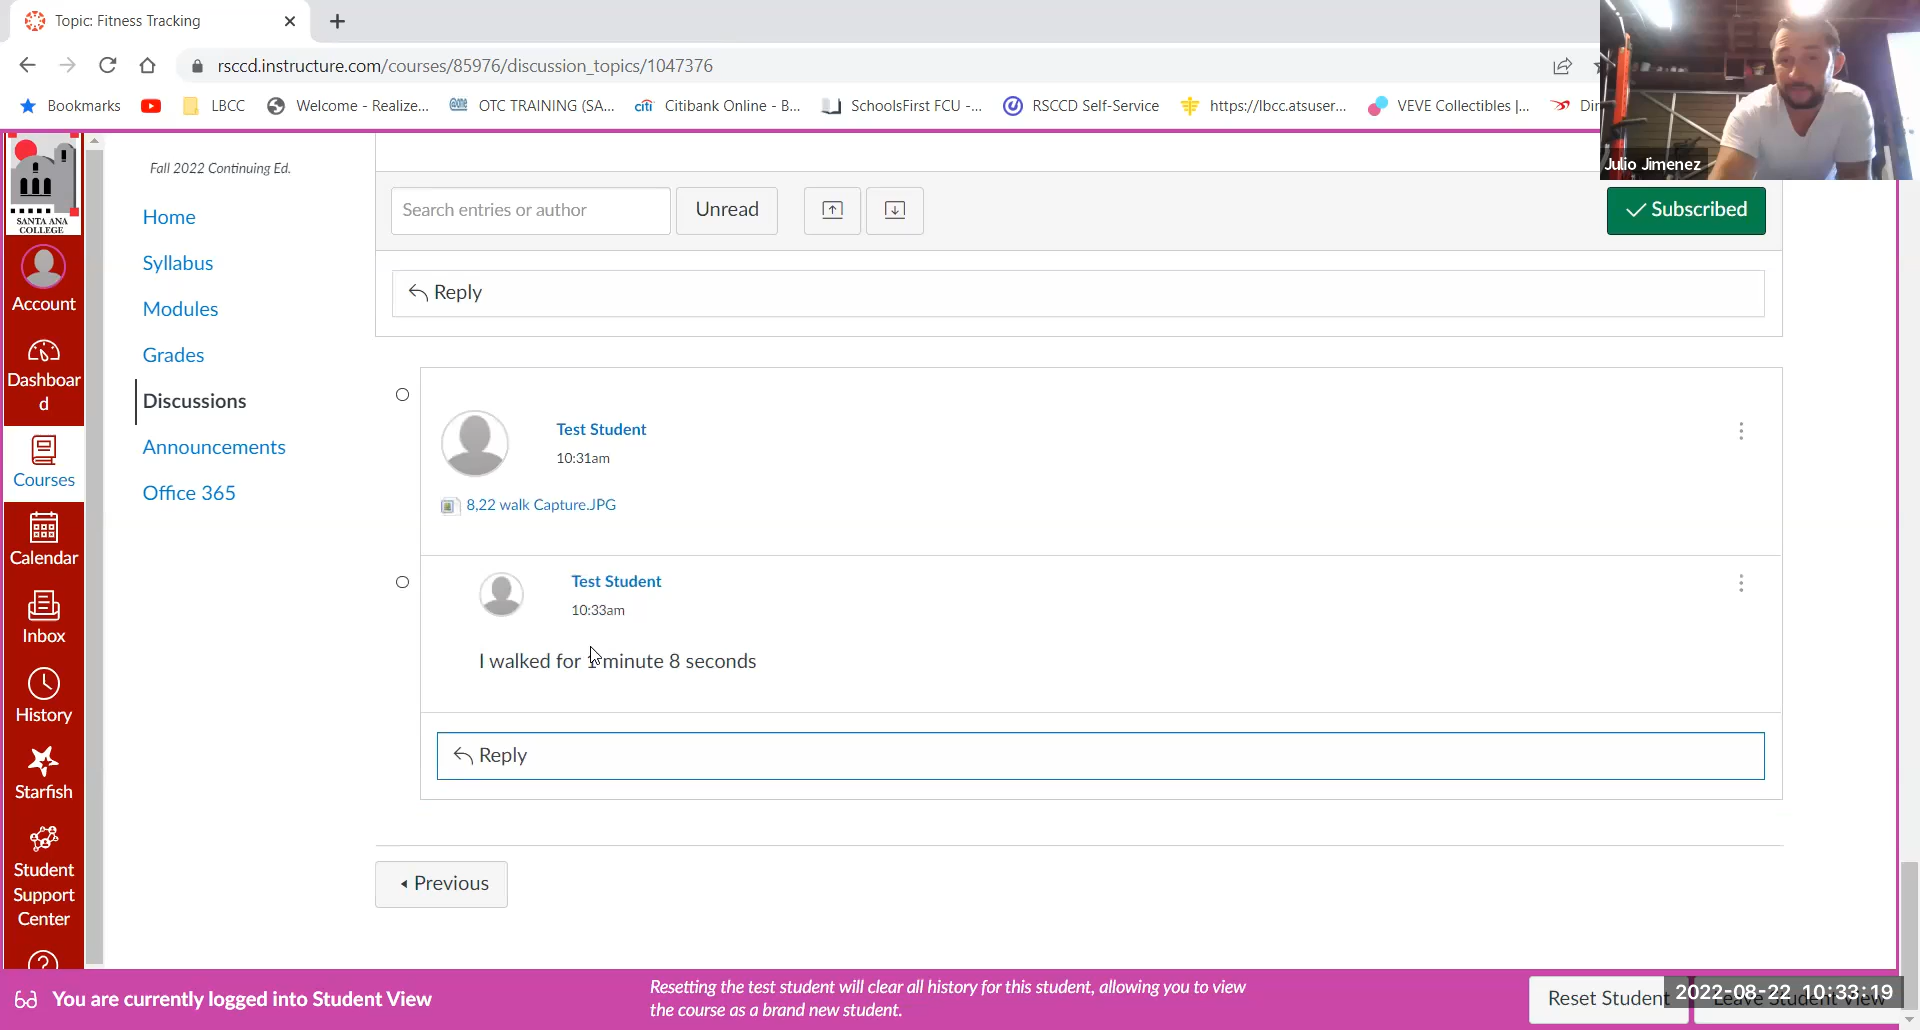 Topic: Fitness Tracking
rsccd.instructure.com/courses/85976/discussion_topics/1047376
Bookmarks
LBCC
Welcome - Realize...
OTC TRAINING (SA...
citi
Citibank Online - B...
SchoolsFirst FCU -...
RSCCD Self-Service
https://lbcc.atsuser...
VEVE Collectibles |...
Julio Jimenez
SANTA ANA
COLLEGE
Account
Dashboar
d
Courses
Calendar
Inbox
History
Starfish
Student
Support
Center
Fall 2022 Continuing Ed.
Home
Syllabus
Modules
Grades
Discussions
Announcements
Office 365
Search entries or author
Unread
Subscribed
Reply
Test Student
10:31am
8,22 walk Capture.JPG
Test Student
10:33am
I walked for 1 minute 8 seconds
Reply
Previous
You are currently logged into Student View
Resetting the test student will clear all history for this student, allowing you to view
the course as a brand new student.
Reset Student
Leave Student View
2022-08-22 10:33:19